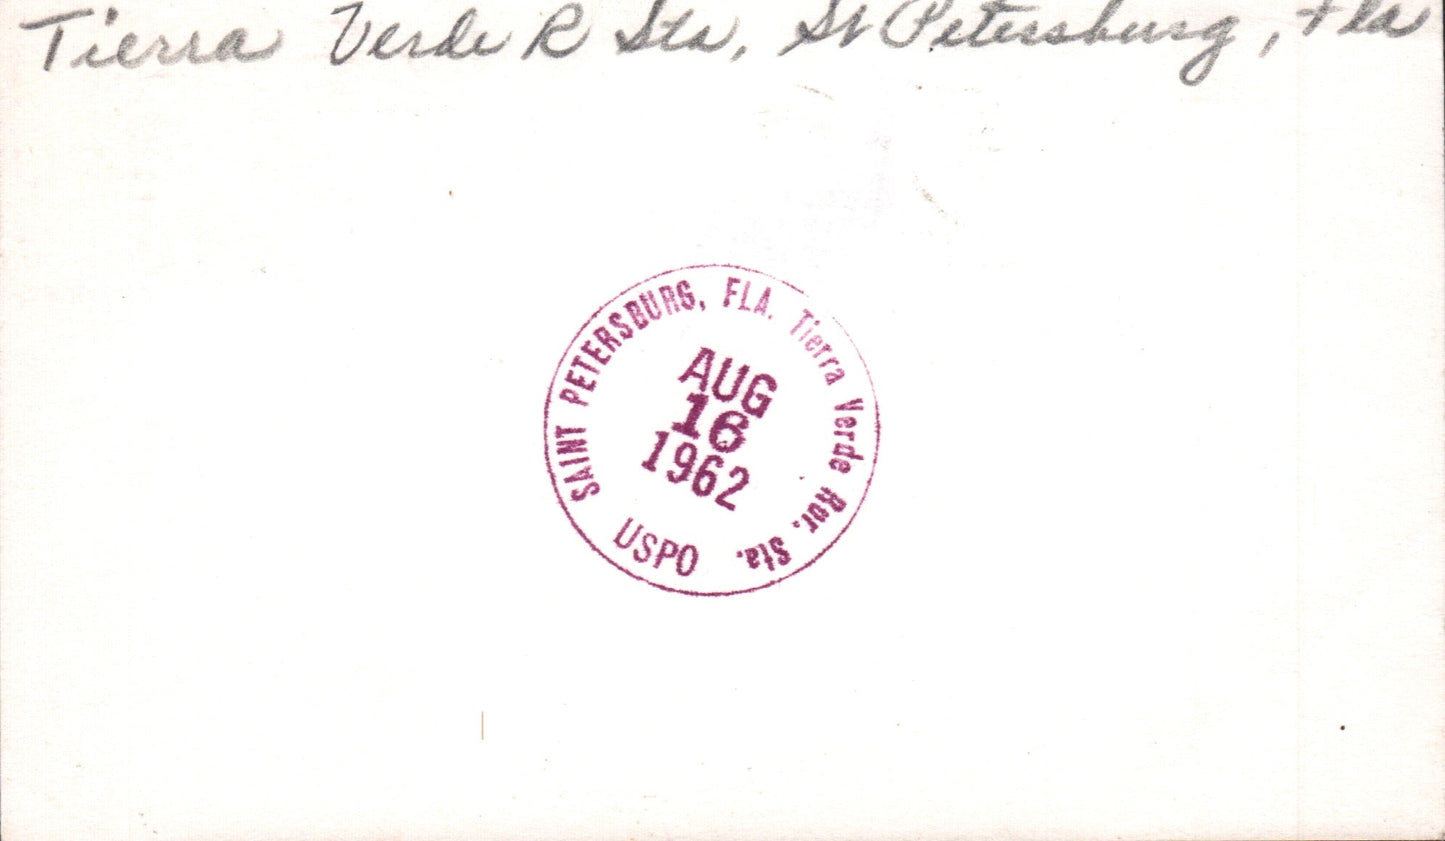 Tierra Verde R Sta, St Petersburg, Fla
SAINT PETERSBURG, FLA. Tierra Verde Rur. Sta.
AUG
16
1962
USPO